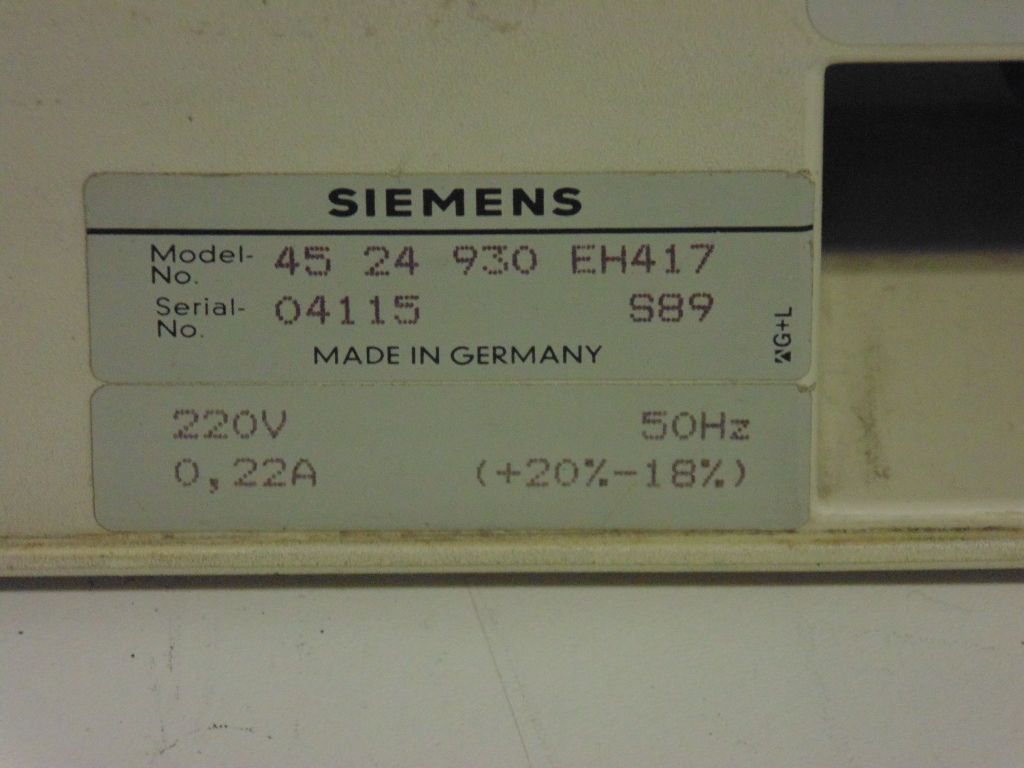 SIEMENS
Model-No. 45 24 930 EH417
Serial-No. 04115 S89
MADE IN GERMANY
G+L
220V 50Hz
0,22A (+20%-18%)